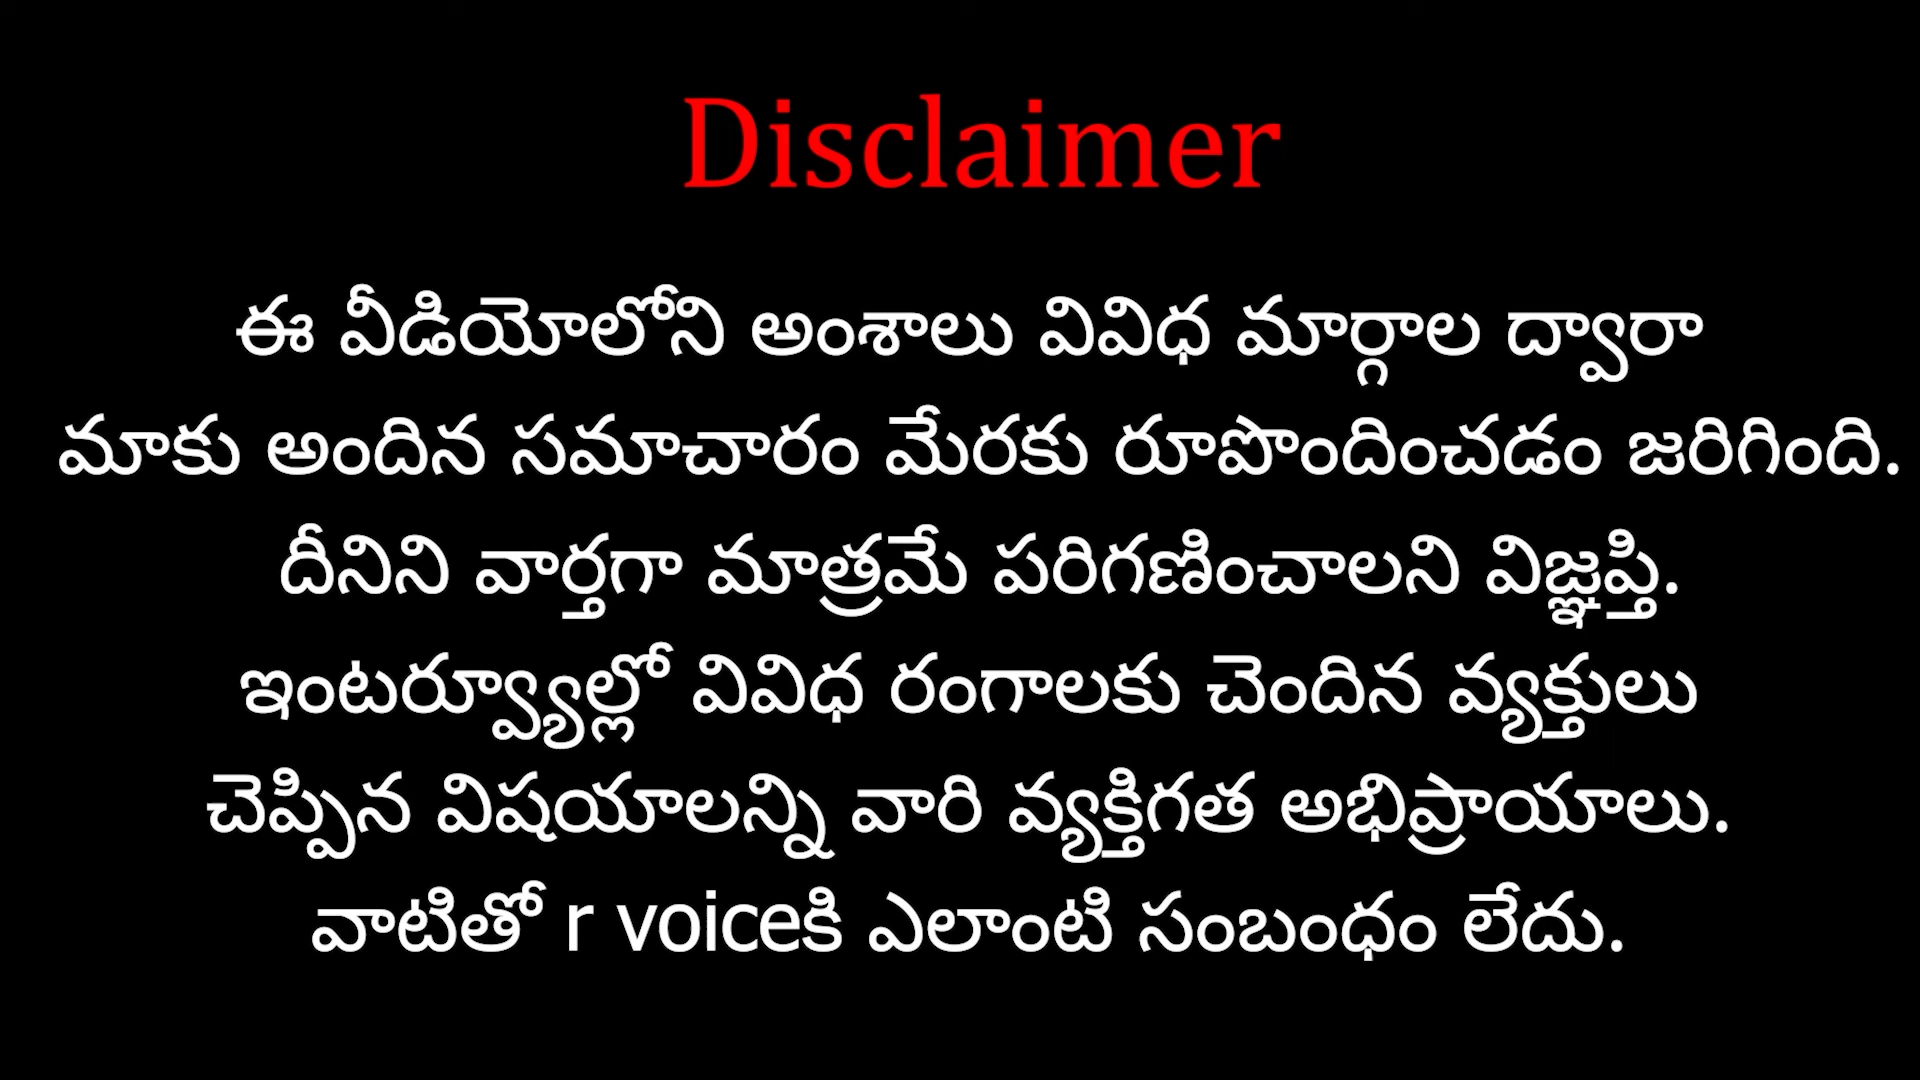 Disclaimer
ఈ వీడియోలోని అంశాలు వివిధ మార్గాల ద్వారా
మాకు అందిన సమాచారం మేరకు రూపొందించడం జరిగింది.
దీనిని వార్తగా మాత్రమే పరిగణించాలని విజ్ఞప్తి.
ఇంటర్వ్యూల్లో వివిధ రంగాలకు చెందిన వ్యక్తులు
చెప్పిన విషయాలన్ని వారి వ్యక్తిగత అభిప్రాయాలు.
వాటితో r voiceకి ఎలాంటి సంబంధం లేదు.